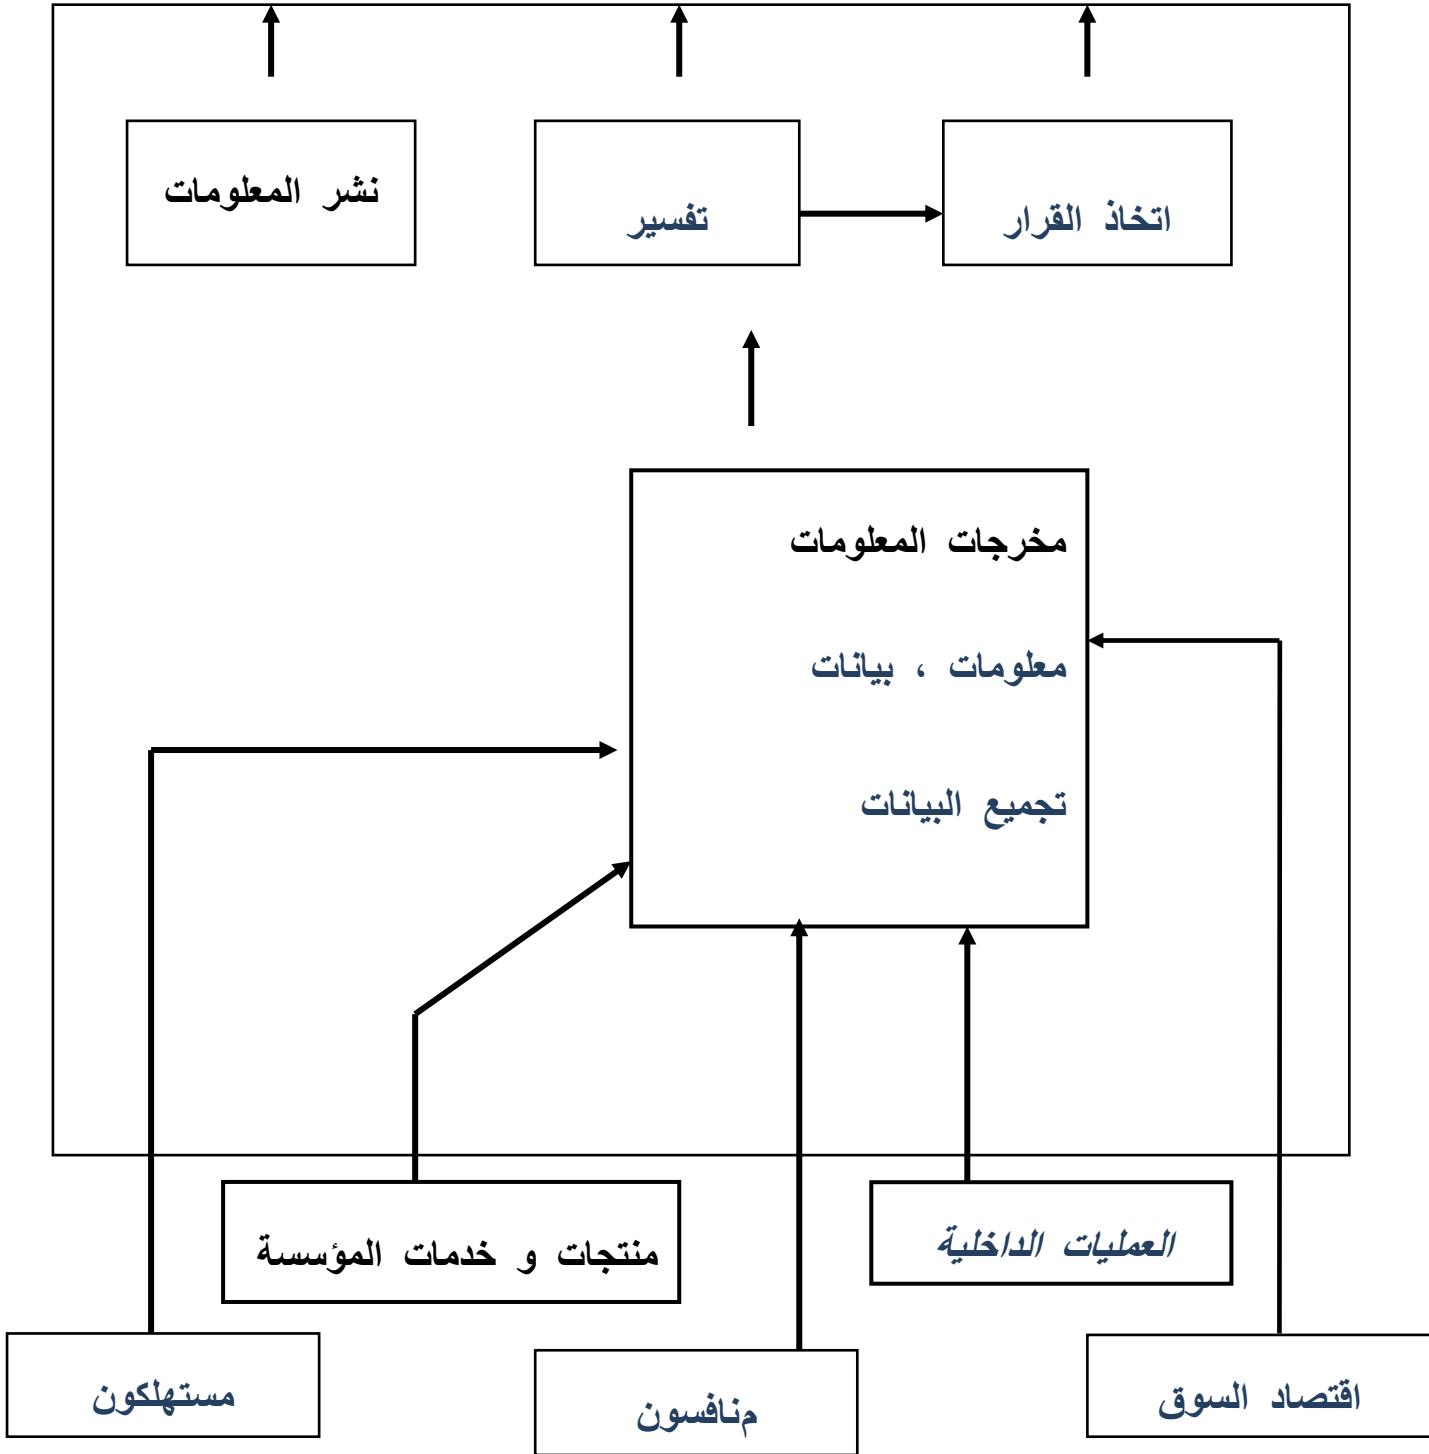 نشر المعلومات
تفسير
اتخاذ القرار
مخرجات المعلومات
معلومات ، بيانات
تجميع البيانات
منتجات و خدمات المؤسسة
العمليات الداخلية
مستهلكون
منافسون
اقتصاد السوق